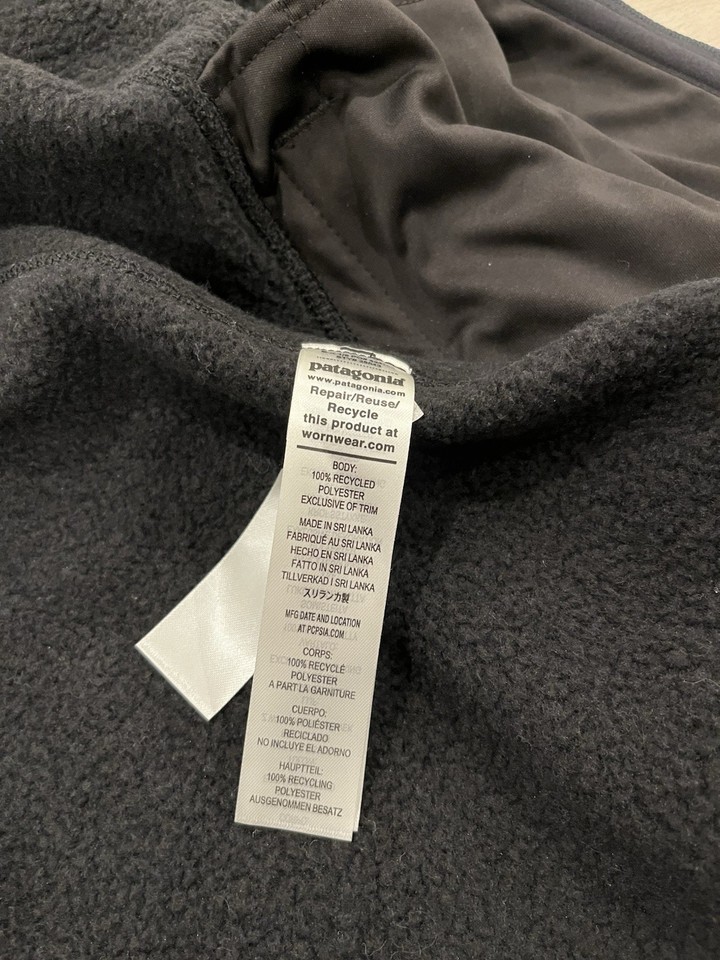 patagonia
www.patagonia.com
Repair/Reuse/
Recycle
this product at
wornwear.com
BODY:
100% RECYCLED
POLYESTER
EXCLUSIVE OF TRIM
MADE IN SRI LANKA
FABRIQUÉ AU SRI LANKA
HECHO EN SRI LANKA
FATTO IN SRI LANKA
TILLVERKAD I SRI LANKA
スリランカ製
MFG DATE AND LOCATION
AT PCPSIA.COM
CORPS:
100% RECYCLÉ
POLYESTER
A PART LA GARNITURE
CUERPO:
100% POLIÉSTER
RECICLADO
NO INCLUYE EL ADORNO
HAUPTTEIL:
100% RECYCLING
POLYESTER
AUSGENOMMEN BESATZ